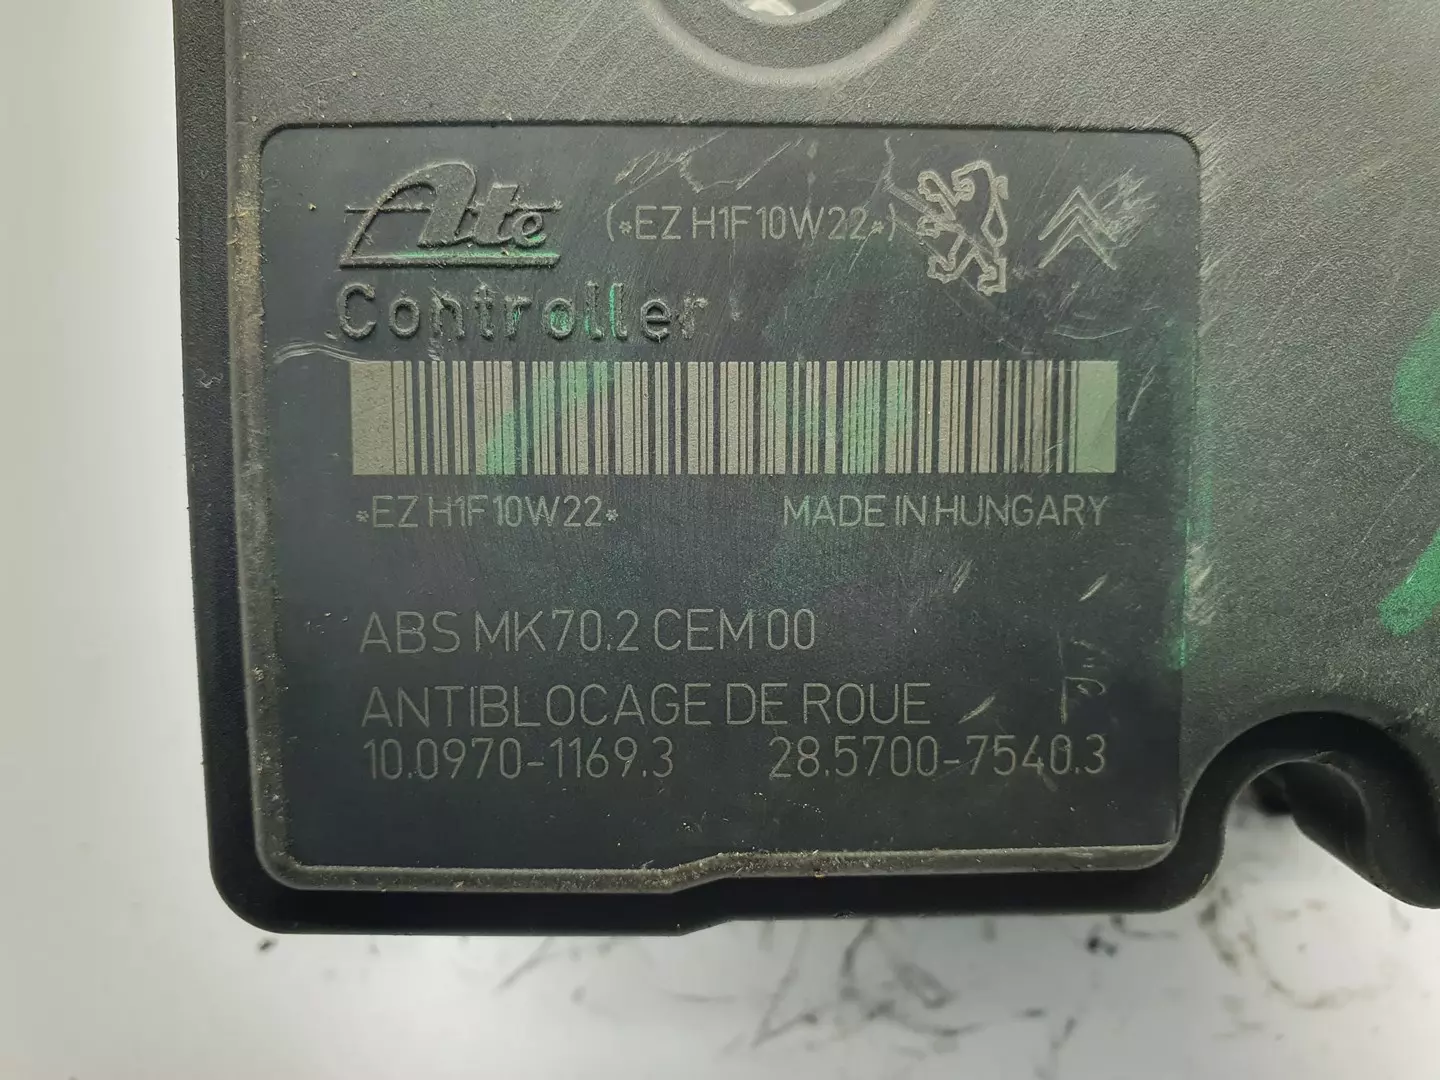 Ate (*EZ H1F10W22*)
Controller
*EZ H1F10W22* MADE IN HUNGARY
ABS MK70.2 CEM 00
ANTIBLOCAGE DE ROUE
10.0970-1169.3 28.5700-7540.3